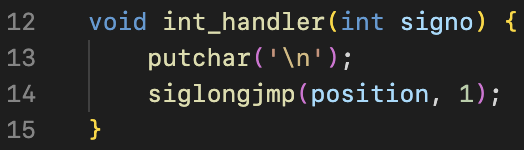 12 void int_handler(int signo) {
13     putchar('\n');
14     siglongjmp(position, 1);
15 }